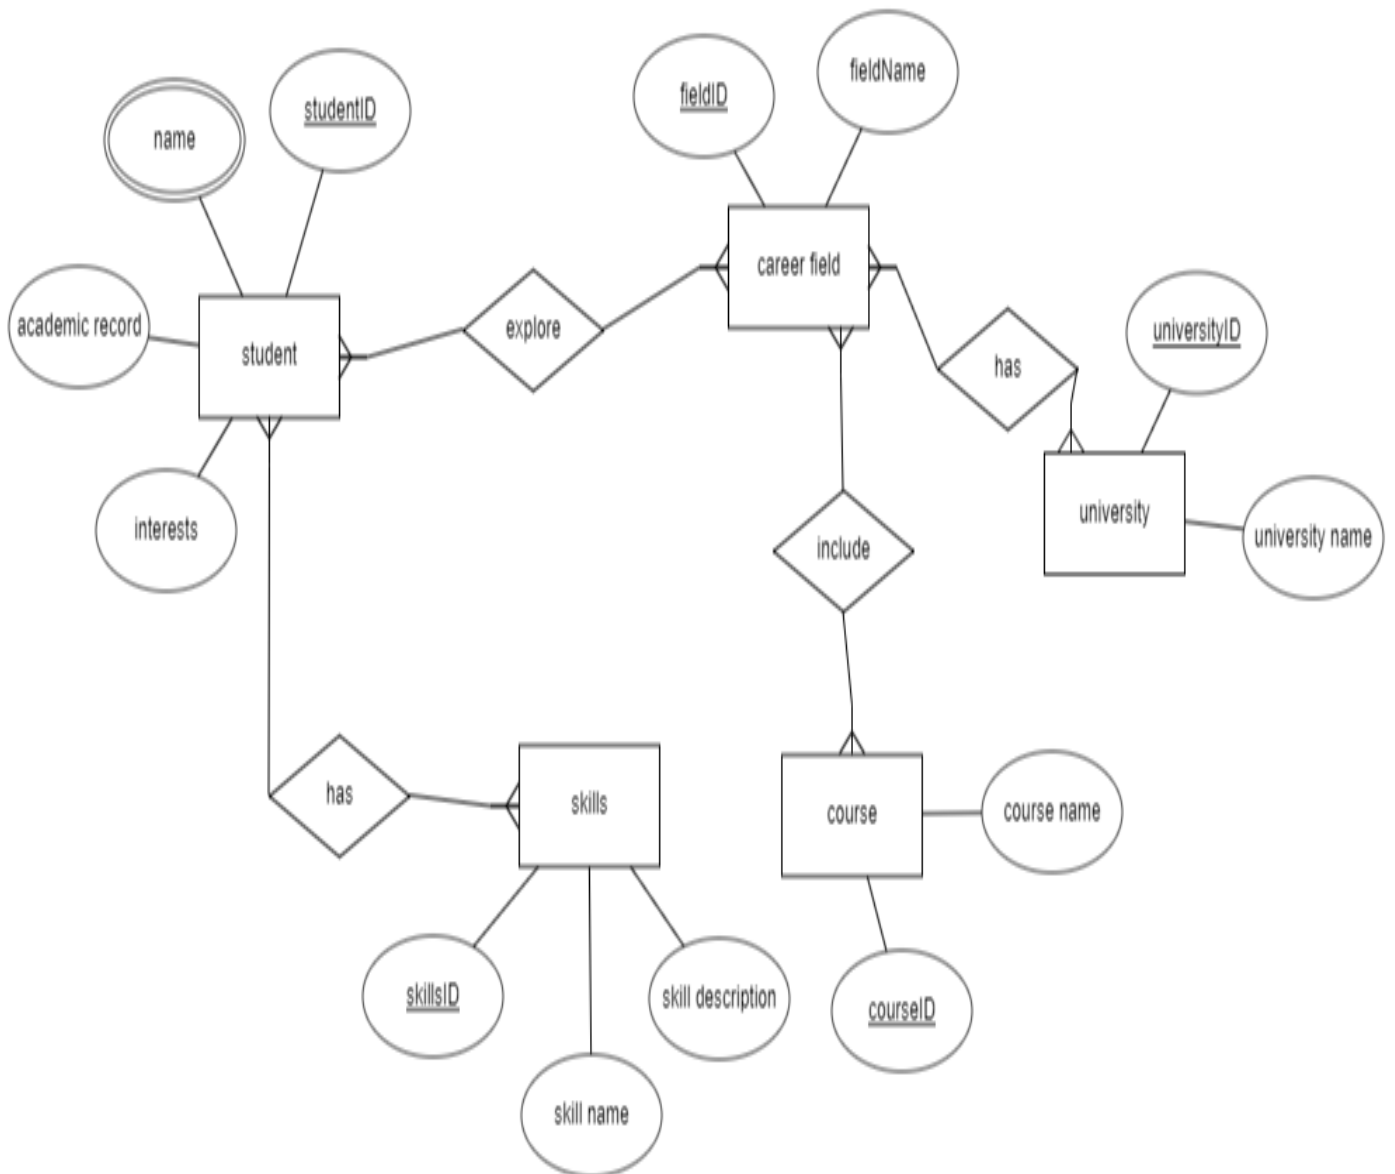 fieldName
fieldID
studentID
name
career field
academic record
explore
student
universityID
has
university
university name
interests
include
has
skills
course
course name
skillsID
skill description
courseID
skill name